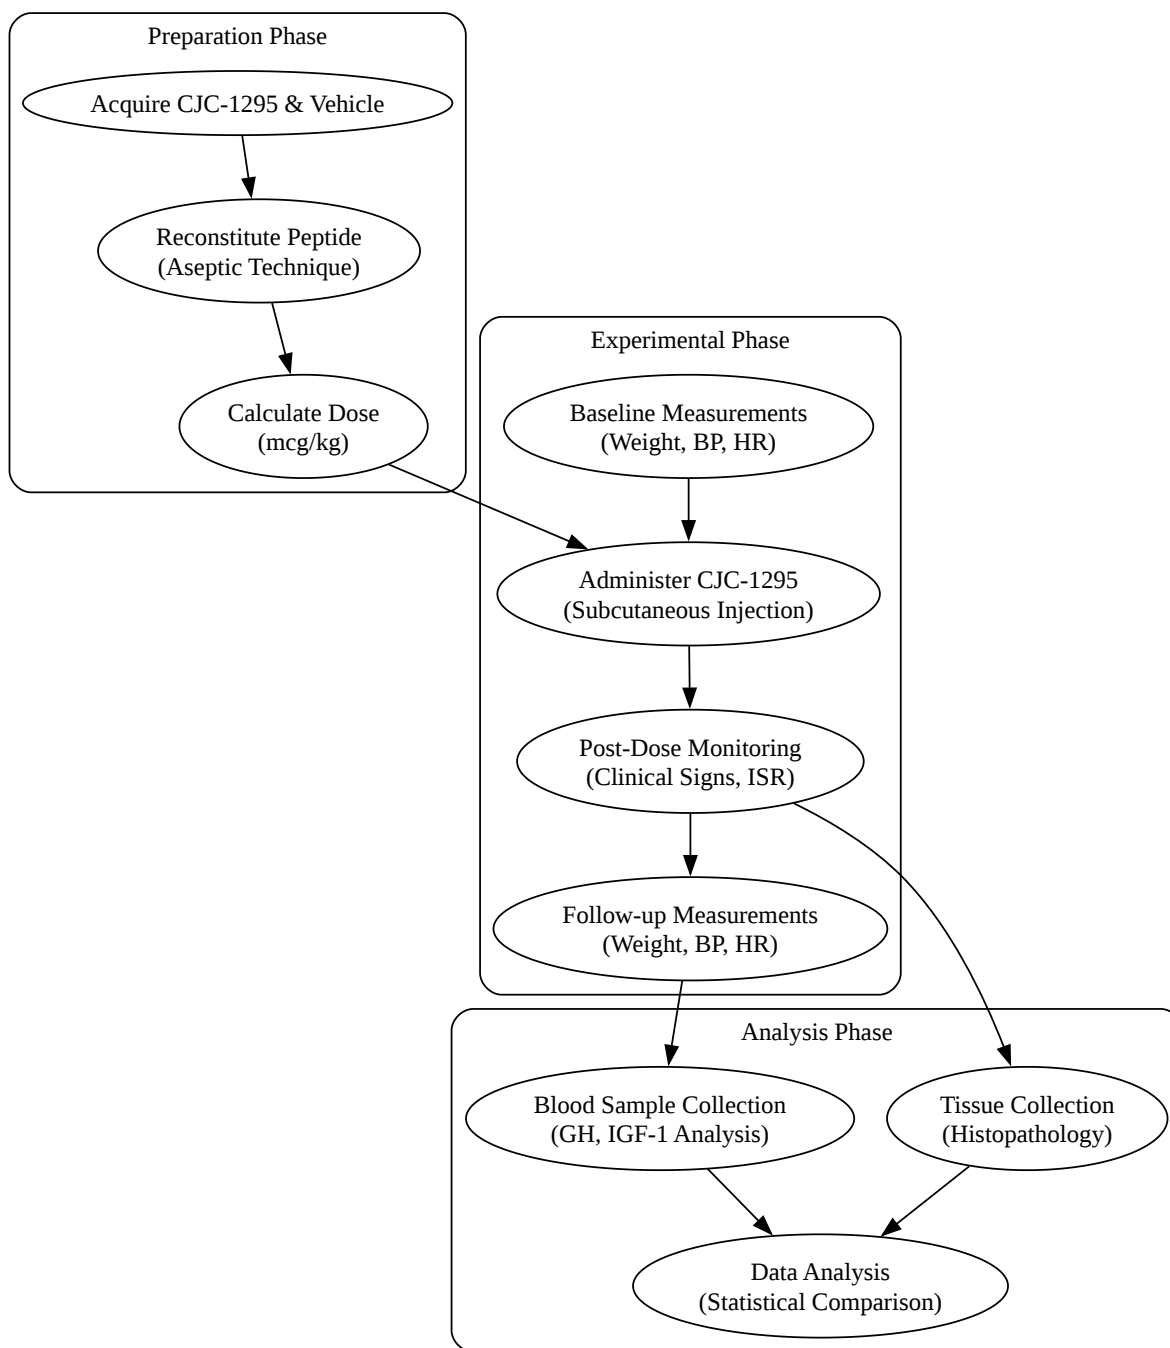 Preparation Phase
Acquire CJC-1295 & Vehicle
Reconstitute Peptide
(Aseptic Technique)
Calculate Dose
(mcg/kg)
Experimental Phase
Baseline Measurements
(Weight, BP, HR)
Administer CJC-1295
(Subcutaneous Injection)
Post-Dose Monitoring
(Clinical Signs, ISR)
Follow-up Measurements
(Weight, BP, HR)
Analysis Phase
Blood Sample Collection
(GH, IGF-1 Analysis)
Tissue Collection
(Histopathology)
Data Analysis
(Statistical Comparison)